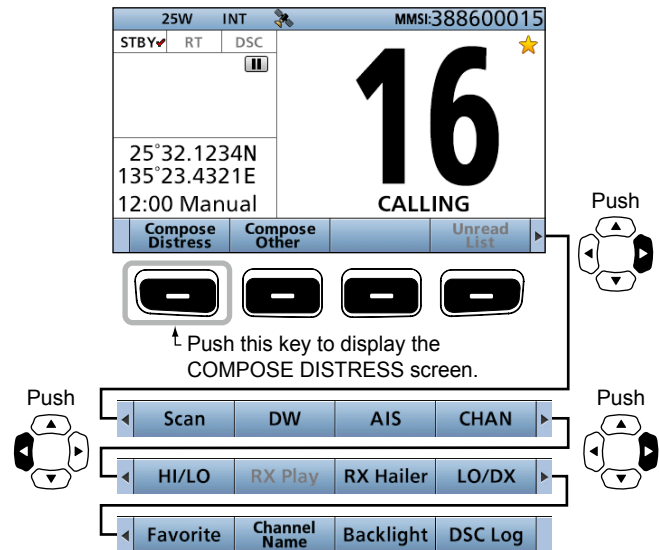 25W INT MMSI:388600015
STBY RT DSC
16
25°32.1234N
135°23.4321E
12:00 Manual
CALLING
Push
Compose Distress
Compose Other
Unread List
Push this key to display the
COMPOSE DISTRESS screen.
Push
Push
Scan DW AIS CHAN
HI/LO RX Play RX Hailer LO/DX
Favorite Channel Name Backlight DSC Log